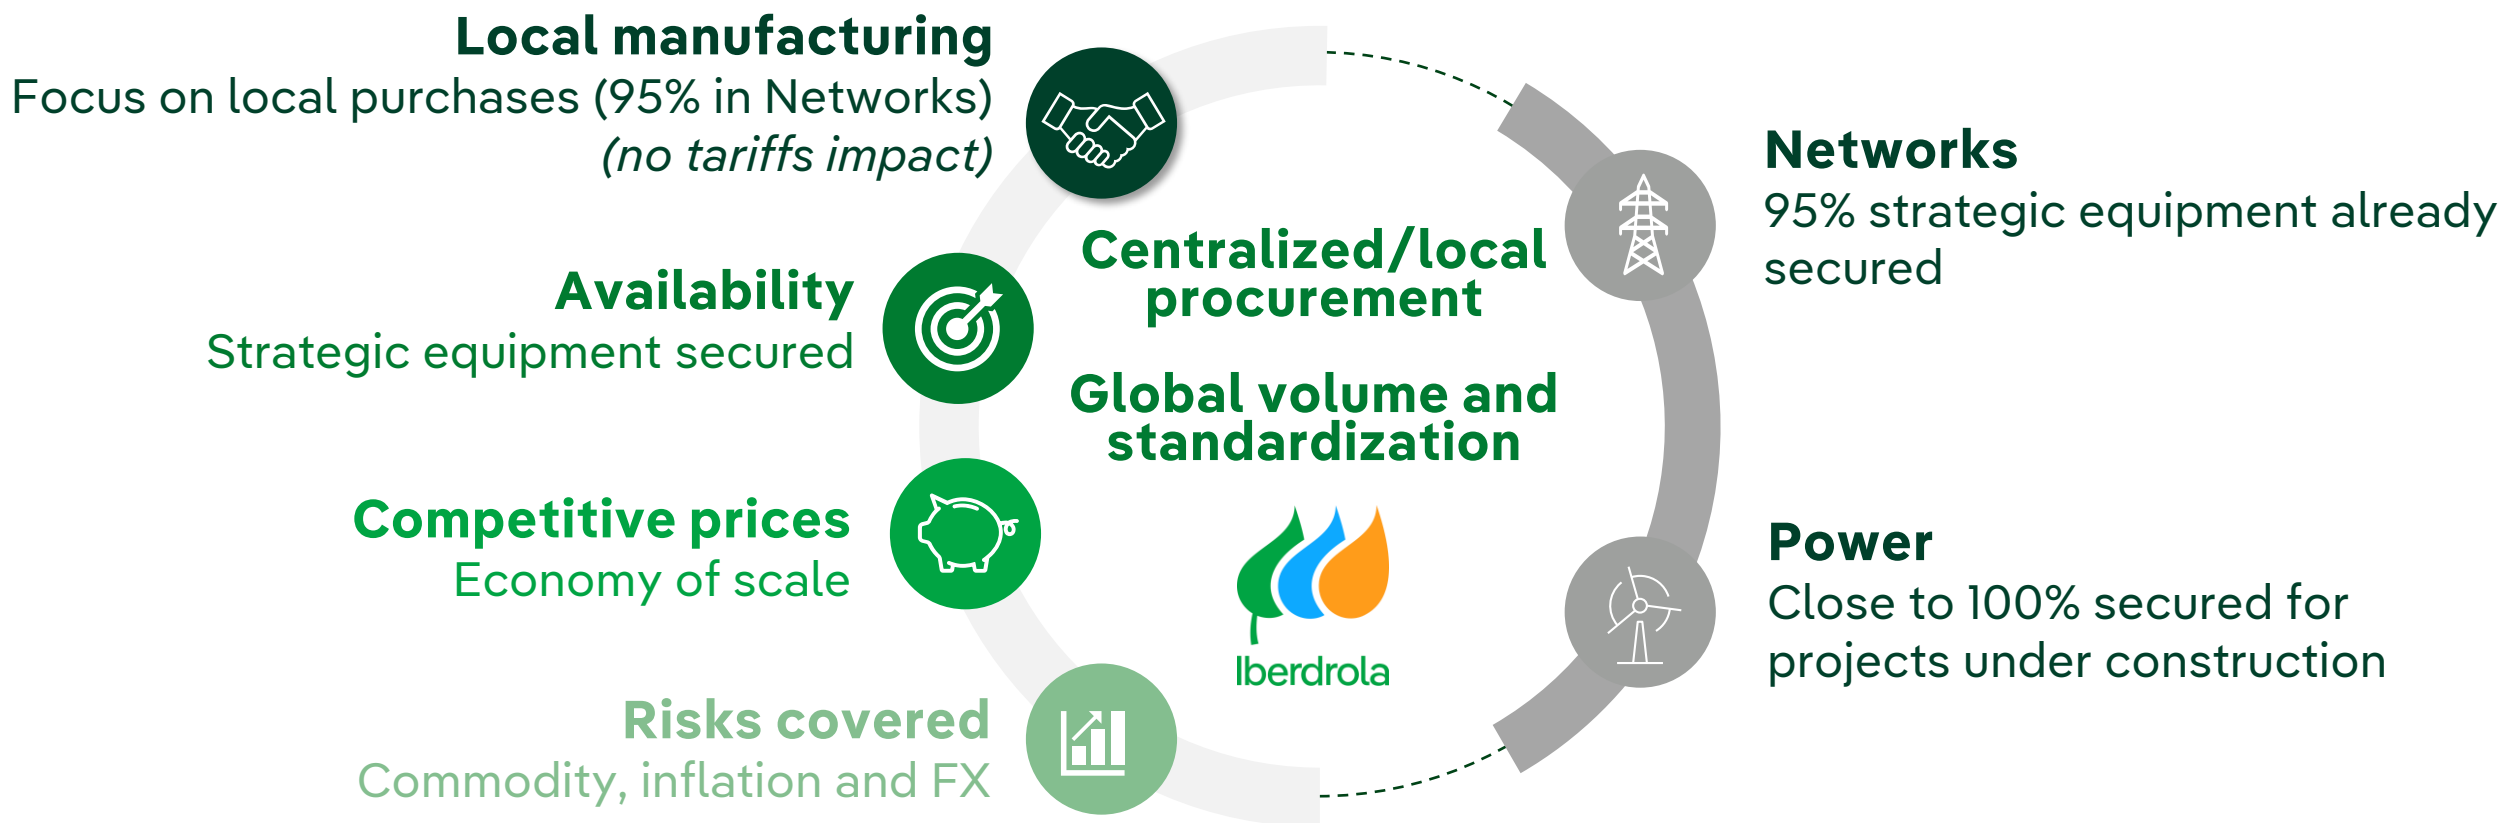 Local manufacturing
Focus on local purchases (95% in Networks)
(no tariffs impact)
Availability
Strategic equipment secured
Competitive prices
Economy of scale
Risks covered
Commodity, inflation and FX
Centralized/local
procurement
Global volume and
standardization
Iberdrola
Networks
95% strategic equipment already
secured
Power
Close to 100% secured for
projects under construction